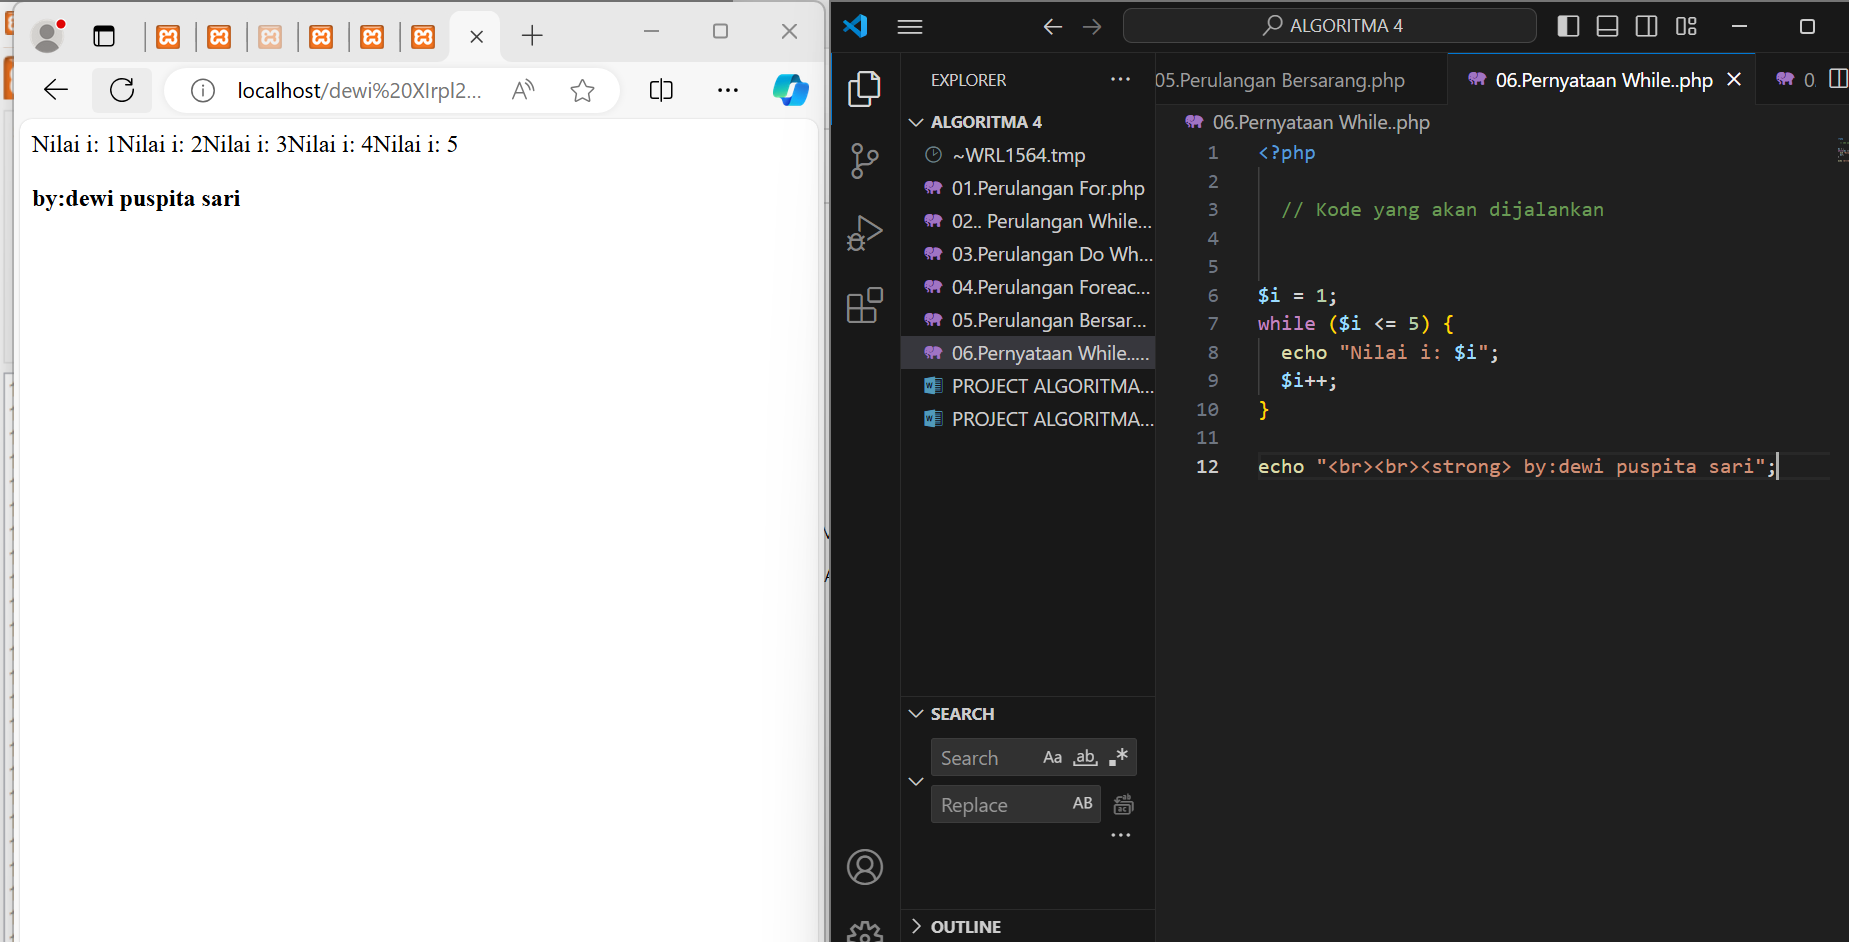 localhost/dewi%20XIrpl2...
Nilai i: 1Nilai i: 2Nilai i: 3Nilai i: 4Nilai i: 5
by:dewi puspita sari
ALGORITMA 4
EXPLORER
ALGORITMA 4
~WRL1564.tmp
01.Perulangan For.php
02.. Perulangan While...
03.Perulangan Do Wh...
04.Perulangan Foreac...
05.Perulangan Bersar...
06.Pernyataan While.....
PROJECT ALGORITMA...
PROJECT ALGORITMA...
SEARCH
Search Aa ab .*
Replace AB
OUTLINE
05.Perulangan Bersarang.php 06.Pernyataan While..php 0.
06.Pernyataan While..php
1 <?php
2
3 // Kode yang akan dijalankan
4
5
6 $i = 1;
7 while ($i <= 5) {
8 echo "Nilai i: $i";
9 $i++;
10 }
11
12 echo "<br><br><strong> by:dewi puspita sari";